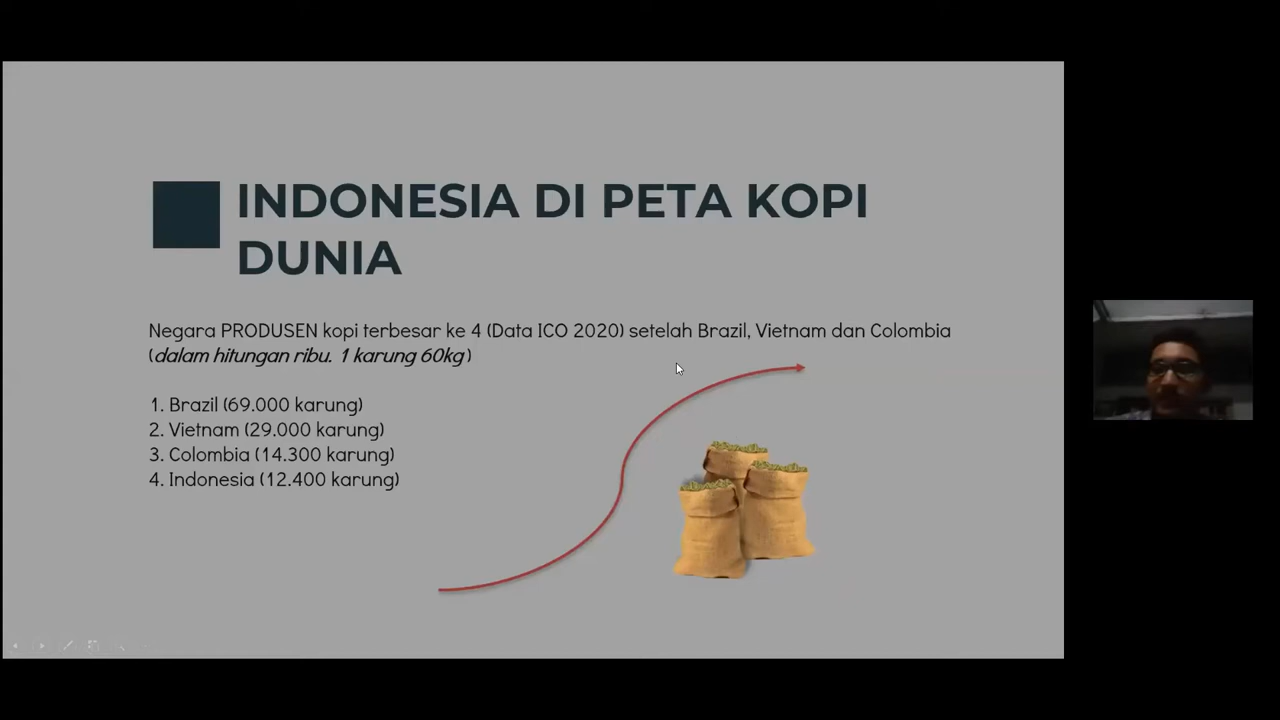 INDONESIA DI PETA KOPI
DUNIA
Negara PRODUSEN kopi terbesar ke 4 (Data ICO 2020) setelah Brazil, Vietnam dan Colombia
(dalam hitungan ribu. 1 karung 60kg)
1. Brazil (69.000 karung)
2. Vietnam (29.000 karung)
3. Colombia (14.300 karung)
4. Indonesia (12.400 karung)